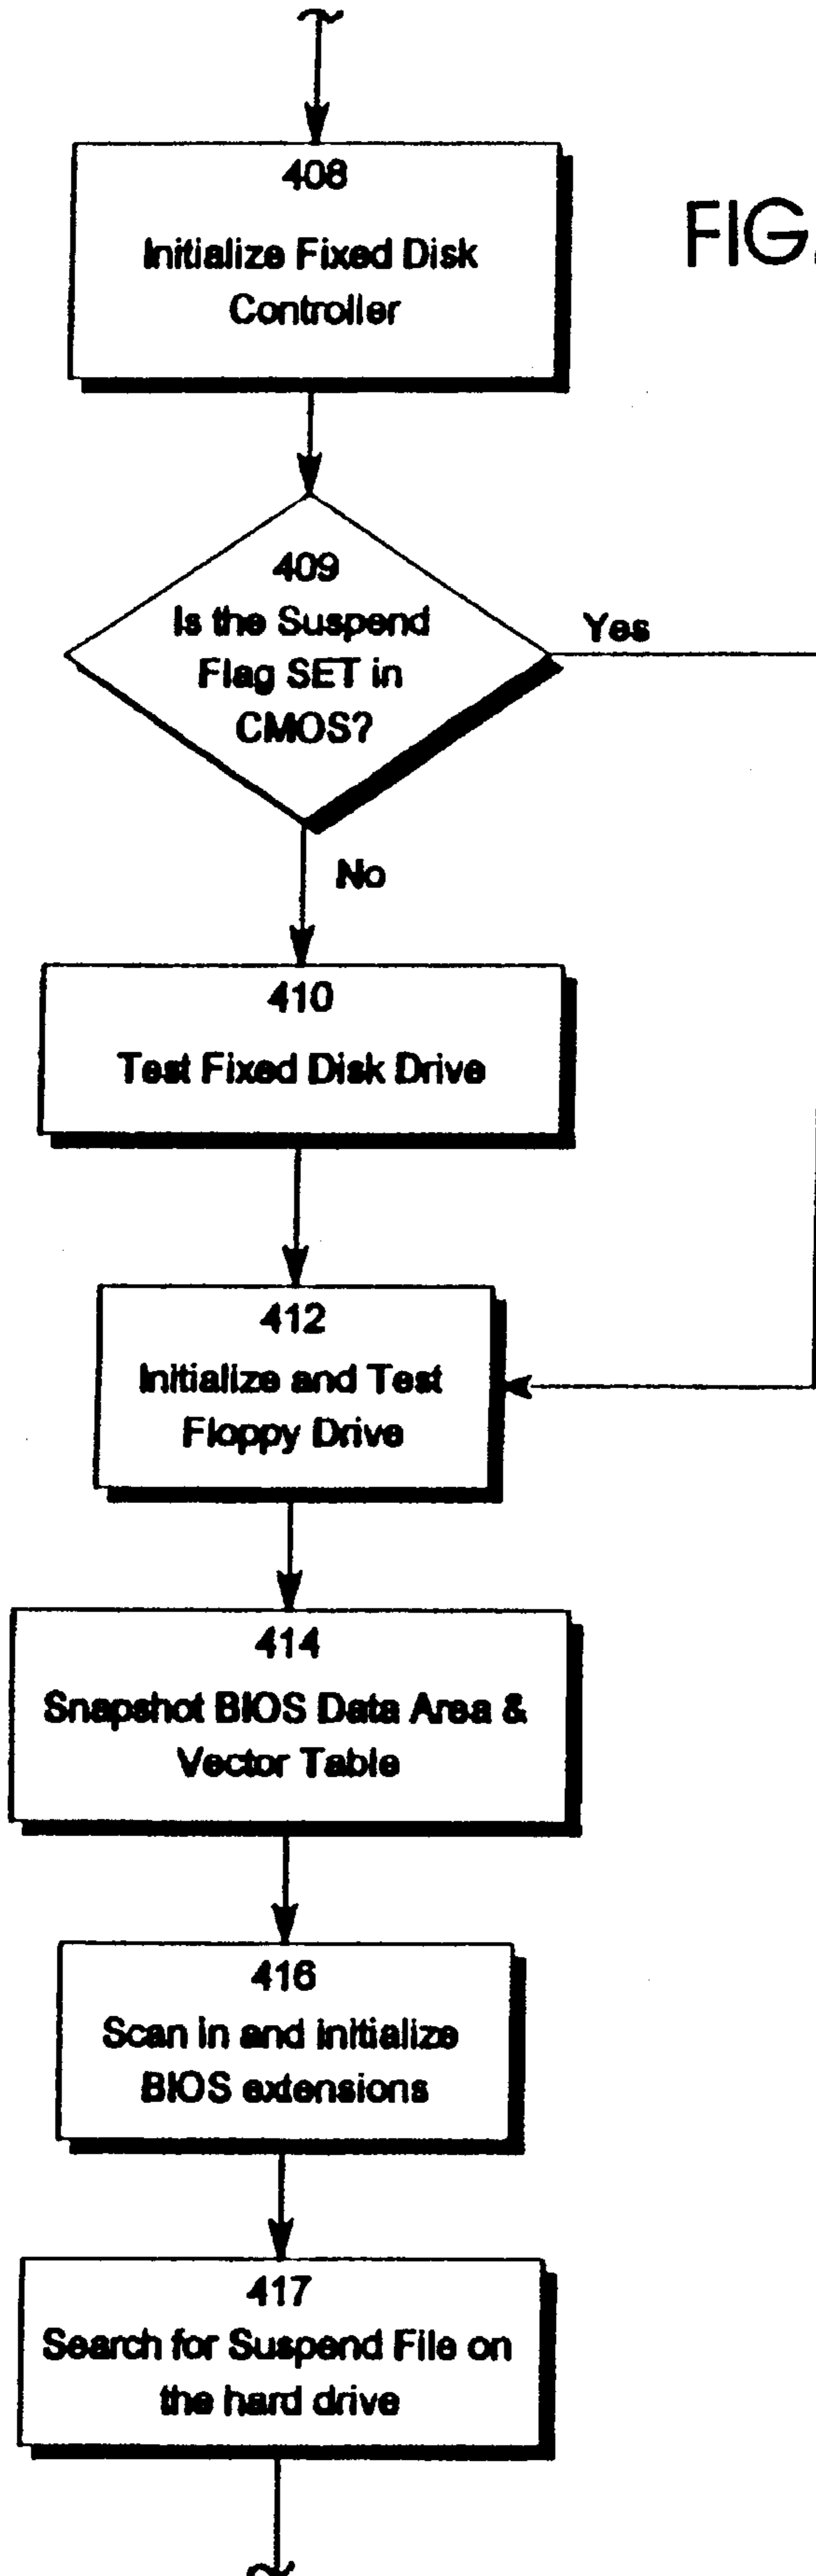 408
Initialize Fixed Disk
Controller
FIG.
409
Is the Suspend
Flag SET in
CMOS?
Yes
No
410
Test Fixed Disk Drive
412
Initialize and Test
Floppy Drive
414
Snapshot BIOS Data Area &
Vector Table
416
Scan in and initialize
BIOS extensions
417
Search for Suspend File on
the hard drive